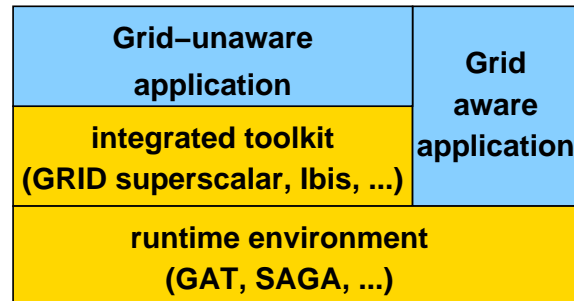 Grid–unaware
application
Grid
aware
application
integrated toolkit
(GRID superscalar, Ibis, ...)
runtime environment
(GAT, SAGA, ...)